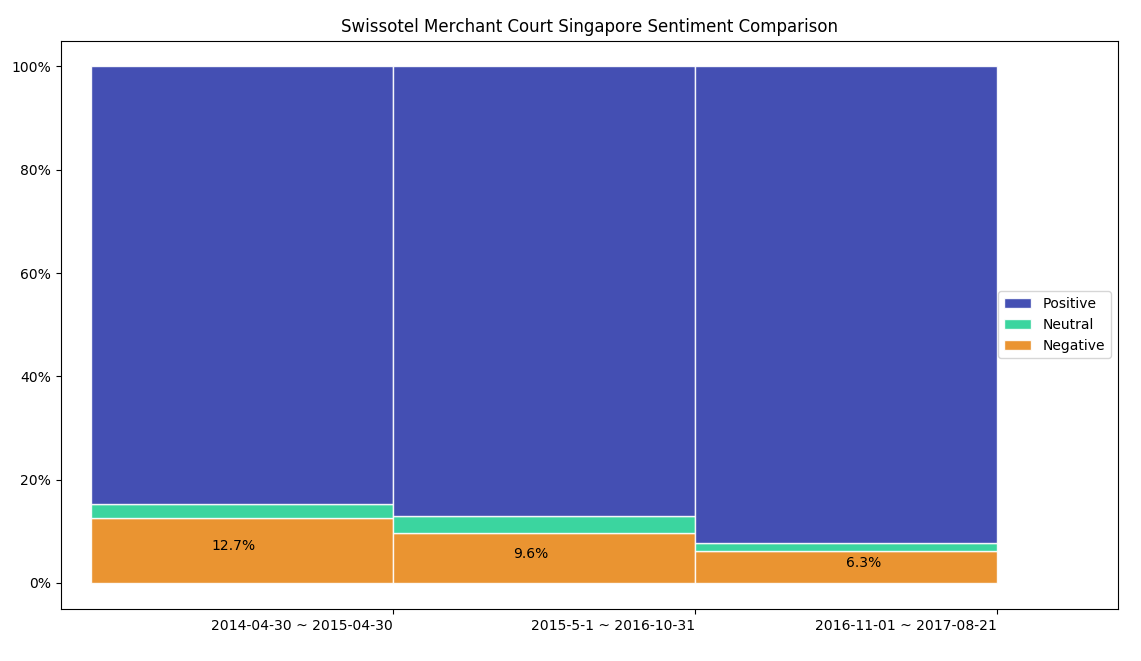 Swissotel Merchant Court Singapore Sentiment Comparison
100%
80%
60%
40%
20%
0%
12.7%
9.6%
6.3%
Positive
Neutral
Negative
2014-04-30 ~ 2015-04-30
2015-5-1 ~ 2016-10-31
2016-11-01 ~ 2017-08-21